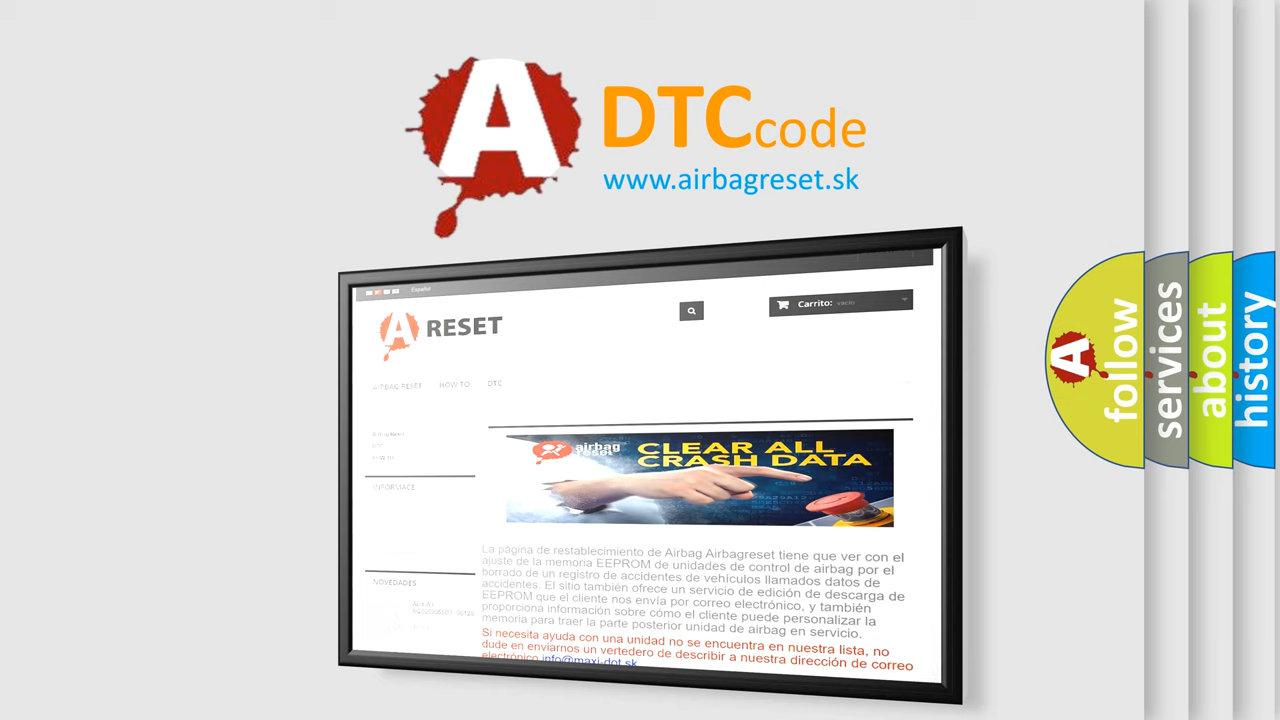 A DTCcode
www.airbagreset.sk
Español
A RESET
Carrito: vacío
AIRBAG RESET HOW TO DTC
INFORMACE
NOVEDADES
airbag
reset
CLEAR ALL
CRASH DATA
La página de restablecimiento de Airbag Airbagreset tiene que ver con el
ajuste de la memoria EEPROM de unidades de control de airbag por el
borrado de un registro de accidentes de vehículos llamados datos de
accidentes. El sitio también ofrece un servicio de edición de descarga de
EEPROM que el cliente nos envía por correo electrónico, y también
proporciona información sobre cómo el cliente puede personalizar la
memoria para traer la parte posterior unidad de airbag en servicio.
Si necesita ayuda con una unidad no se encuentra en nuestra lista, no
dude en enviarnos un vertedero de describir a nuestra dirección de correo
electrónico info@maxi-dot.sk
A follow
services
about
history